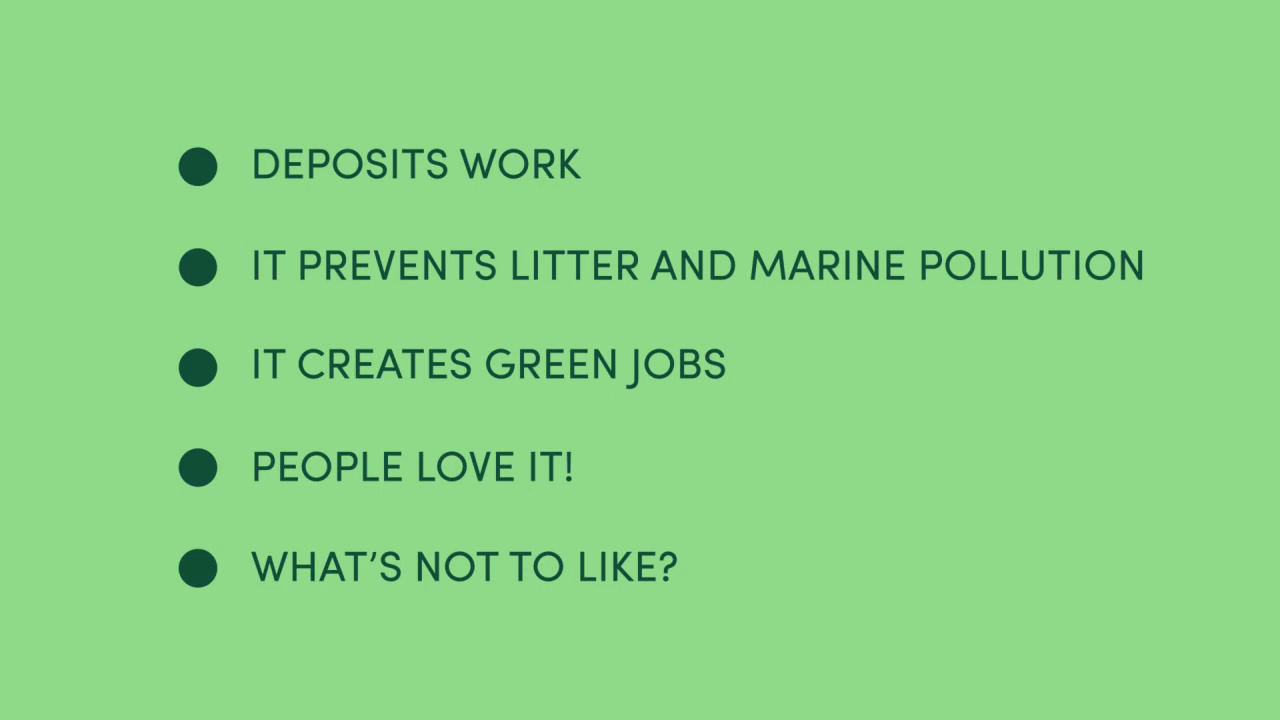 DEPOSITS WORK
IT PREVENTS LITTER AND MARINE POLLUTION
IT CREATES GREEN JOBS
PEOPLE LOVE IT!
WHAT’S NOT TO LIKE?